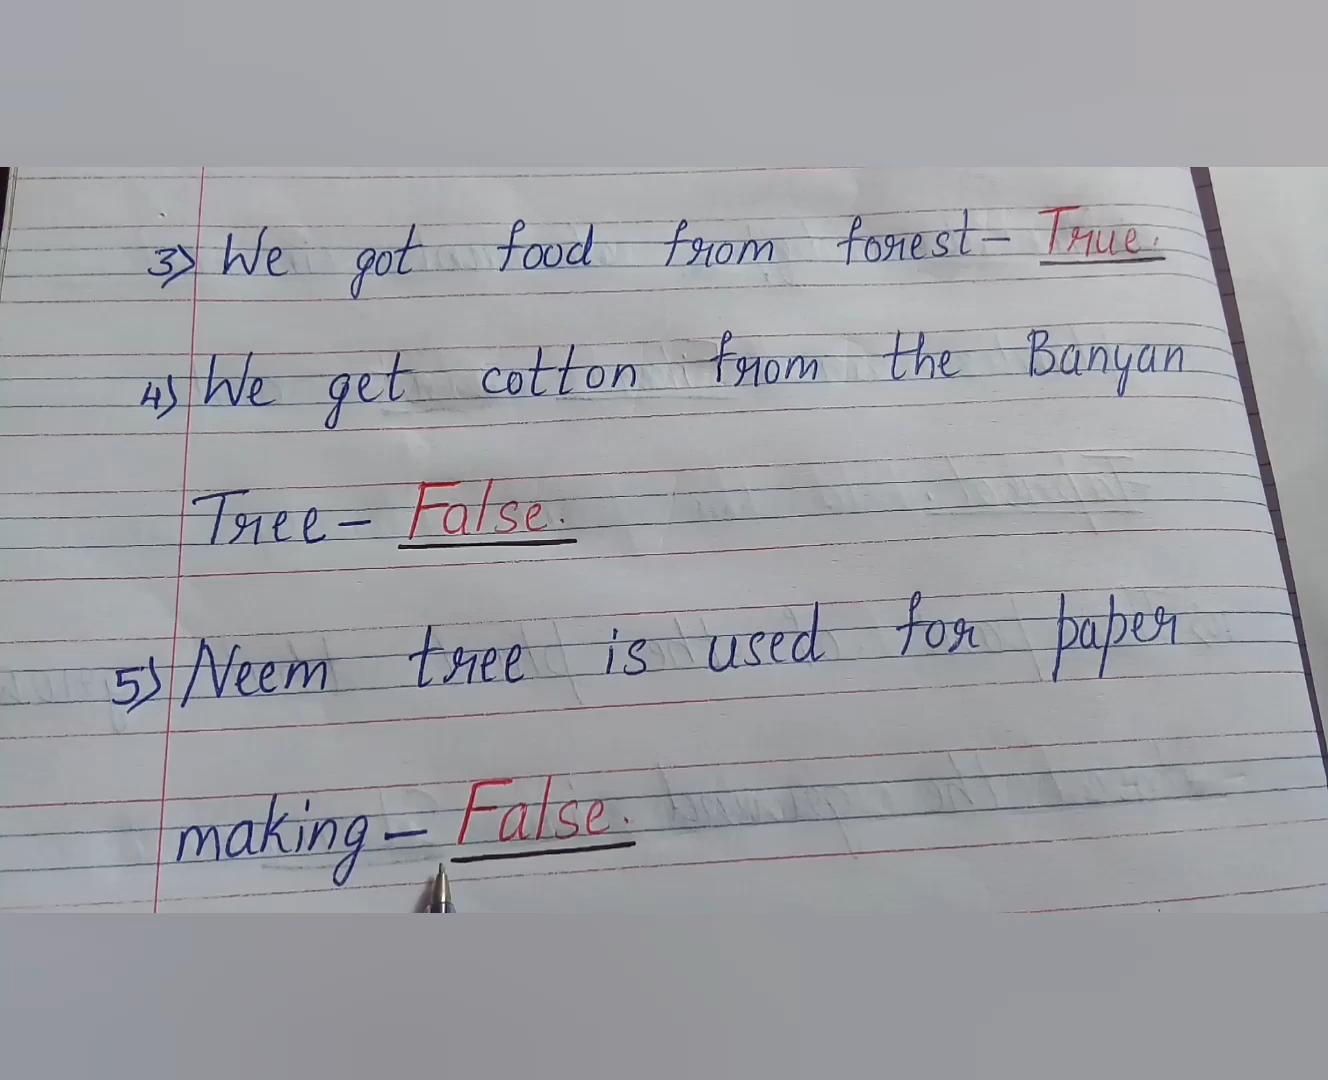 3) We got food from forest- True.
4) We get cotton from the Banyan
Tree- False.
5) Neem tree is used for paper
making- False.